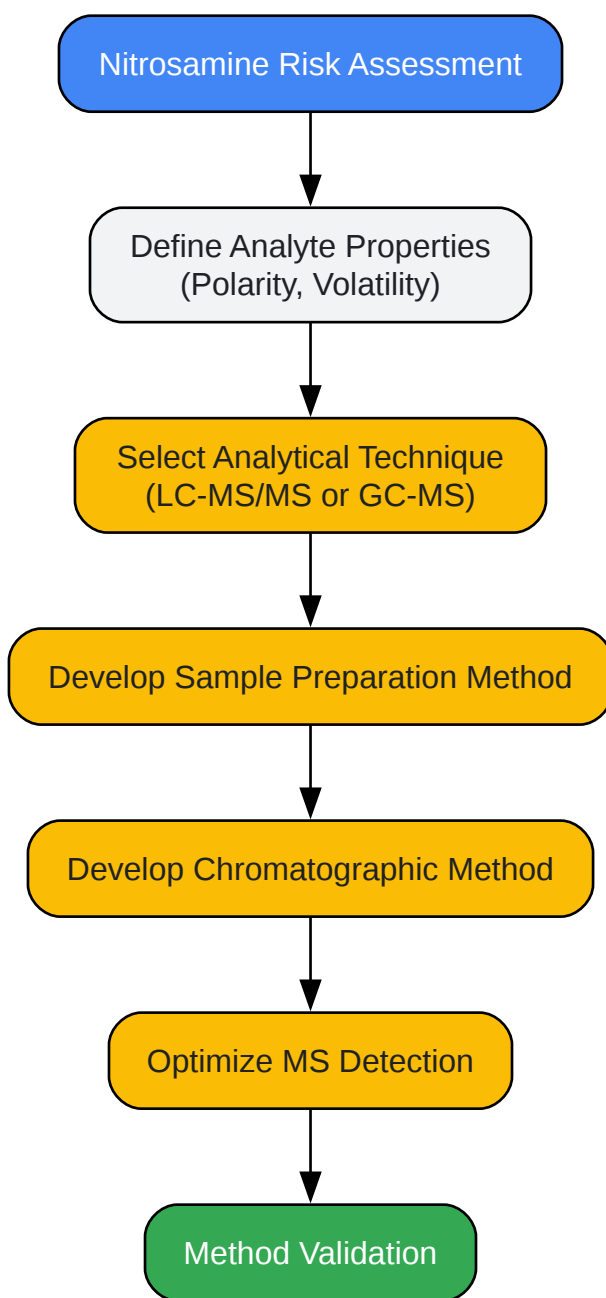 Nitrosamine Risk Assessment
Define Analyte Properties
(Polarity, Volatility)
Select Analytical Technique
(LC-MS/MS or GC-MS)
Develop Sample Preparation Method
Develop Chromatographic Method
Optimize MS Detection
Method Validation